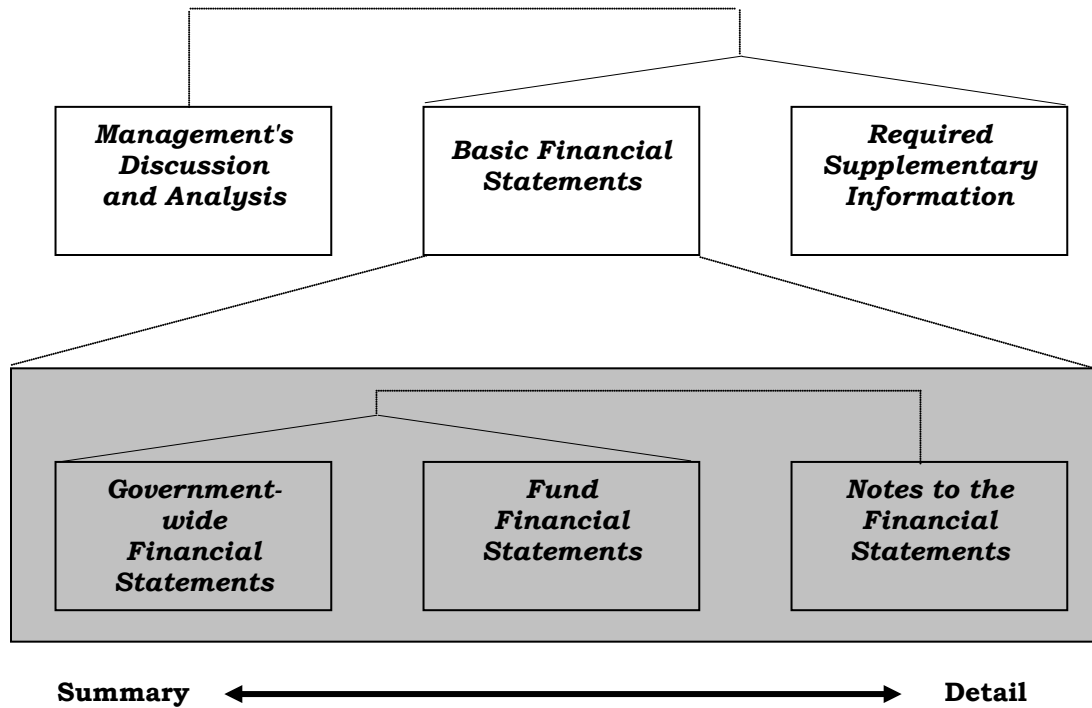 Management's
Discussion
and Analysis
Basic Financial
Statements
Required
Supplementary
Information
Government-
wide
Financial
Statements
Fund
Financial
Statements
Notes to the
Financial
Statements
Summary
Detail